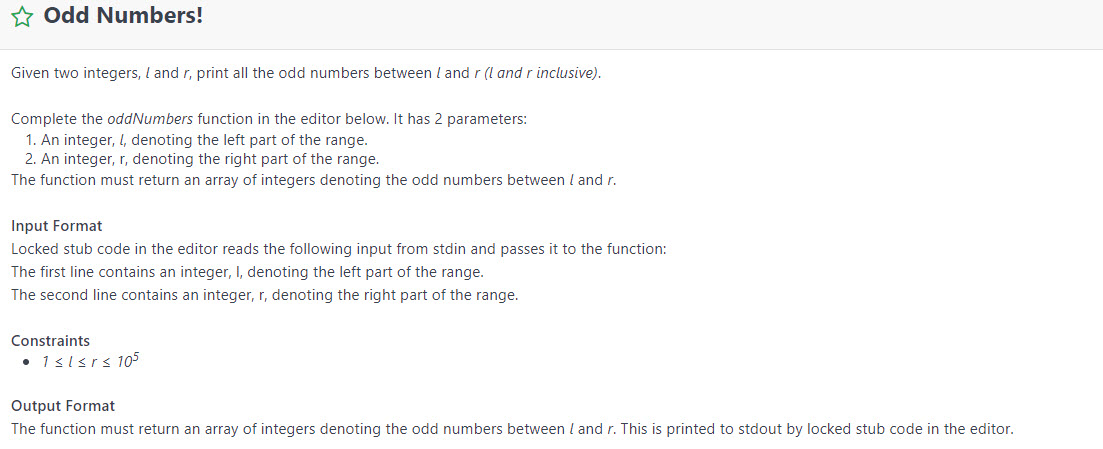 Odd Numbers!
Given two integers, l and r, print all the odd numbers between l and r (l and r inclusive).
Complete the oddNumbers function in the editor below. It has 2 parameters:
1. An integer, l, denoting the left part of the range.
2. An integer, r, denoting the right part of the range.
The function must return an array of integers denoting the odd numbers between l and r.
Input Format
Locked stub code in the editor reads the following input from stdin and passes it to the function:
The first line contains an integer, l, denoting the left part of the range.
The second line contains an integer, r, denoting the right part of the range.
Constraints
• 1 ≤ l ≤ r ≤ 10⁵
Output Format
The function must return an array of integers denoting the odd numbers between l and r. This is printed to stdout by locked stub code in the editor.